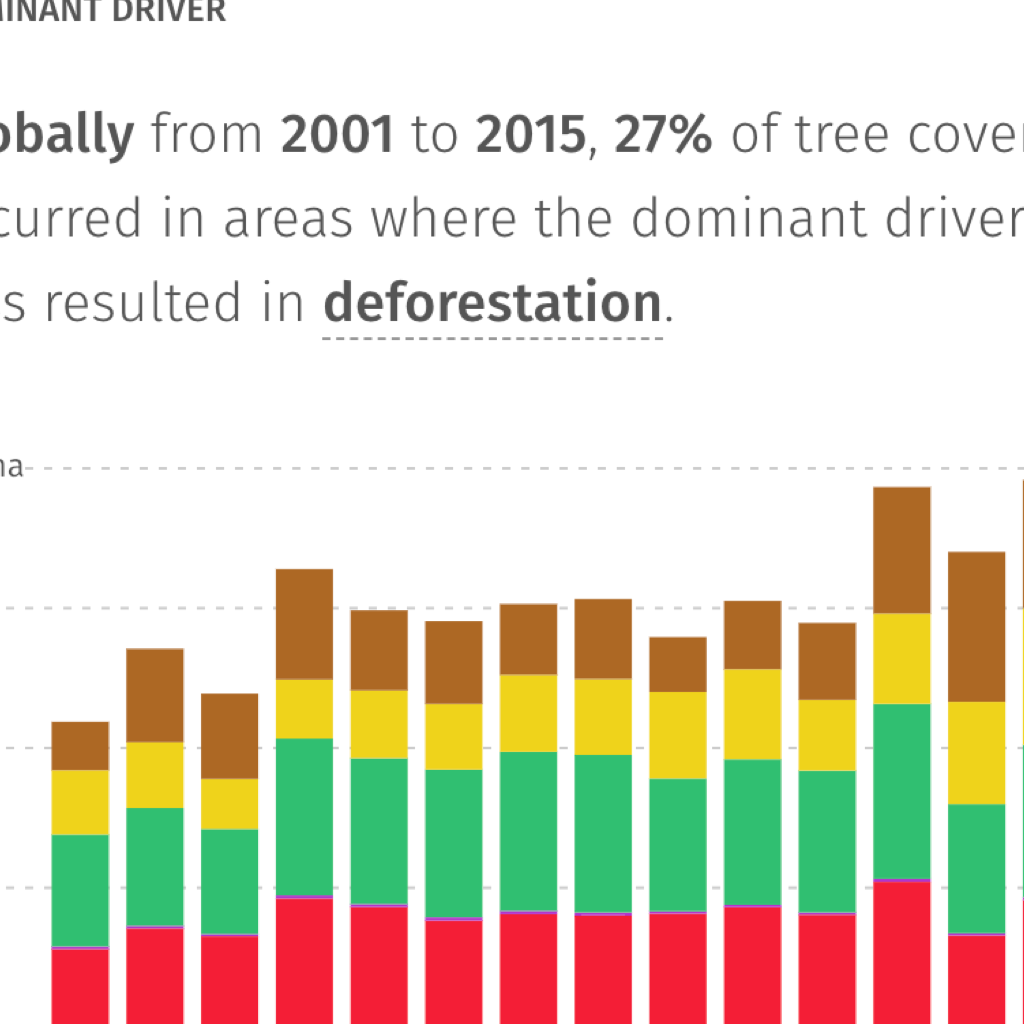 MINANT DRIVER
obally from 2001 to 2015, 27% of tree cover
curred in areas where the dominant driver
s resulted in deforestation.
ha